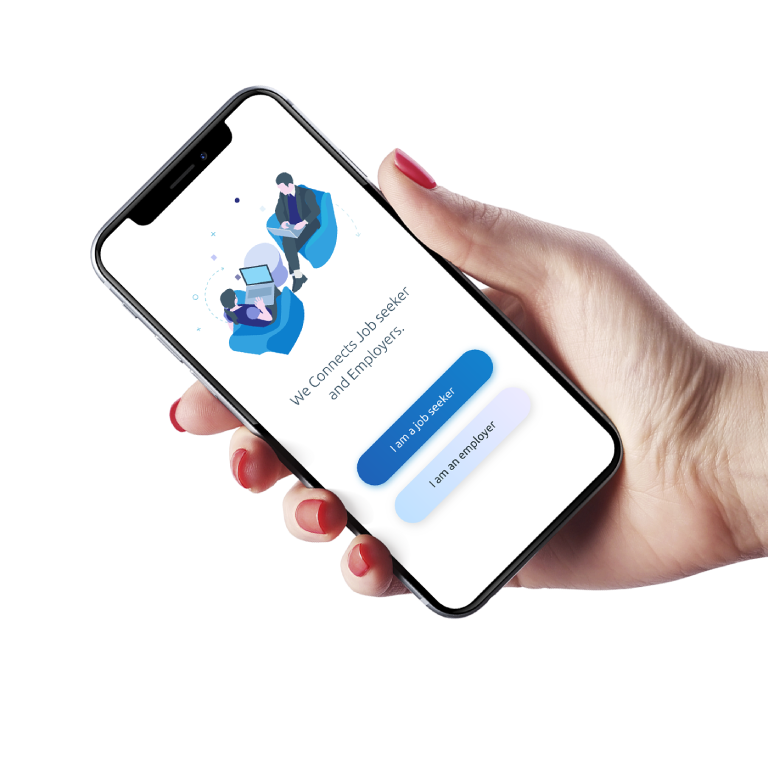 We Connects Job seeker
and Employers.
I am a job seeker
I am an employer